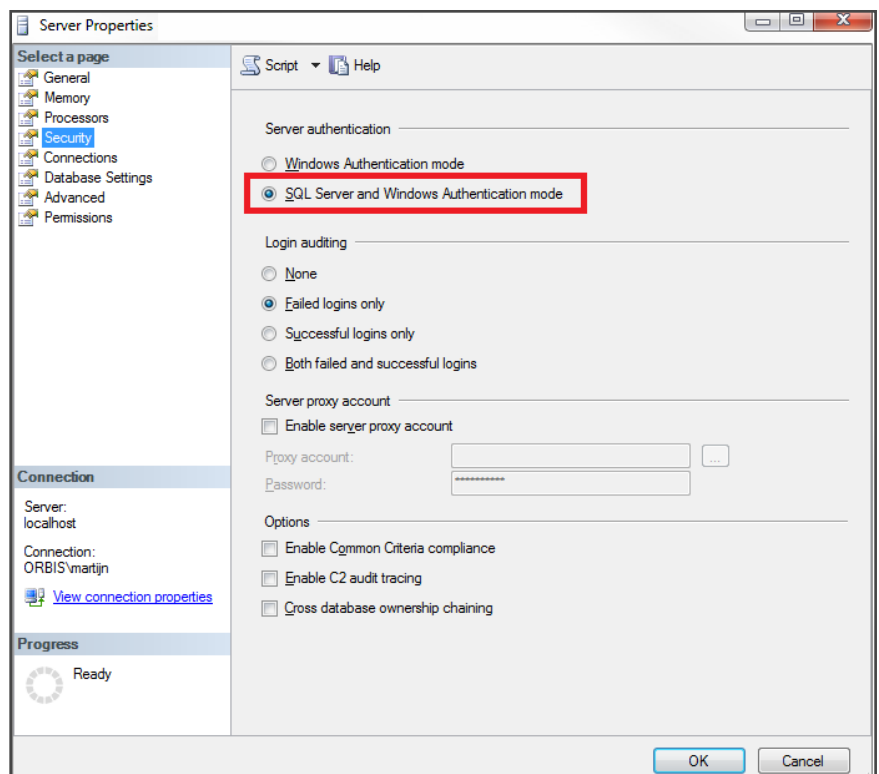 Server Properties
Select a page
General
Memory
Processors
Security
Connections
Database Settings
Advanced
Permissions
Connection
Server:
localhost
Connection:
ORBIS\martijn
View connection properties
Progress
Ready
Script Help
Server authentication
Windows Authentication mode
SQL Server and Windows Authentication mode
Login auditing
None
Failed logins only
Successful logins only
Both failed and successful logins
Server proxy account
Enable server proxy account
Proxy account:
...
Password: **********
Options
Enable Common Criteria compliance
Enable C2 audit tracing
Cross database ownership chaining
OK Cancel